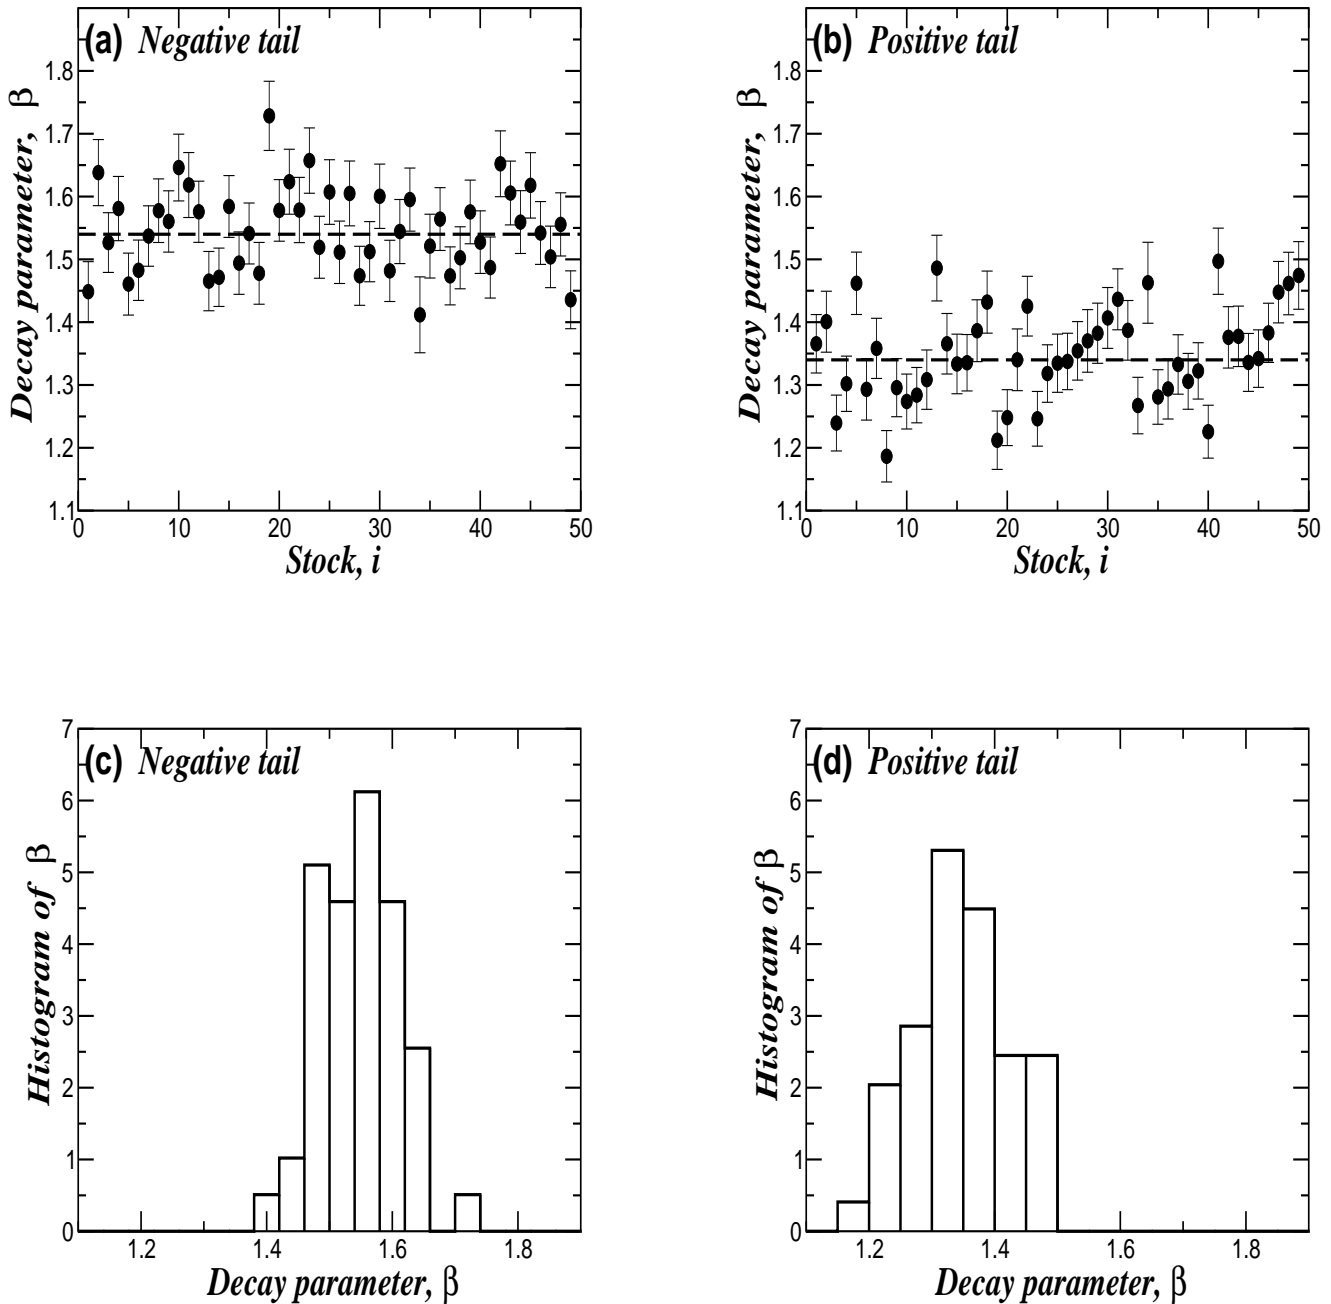 (a) Negative tail
Decay parameter, β
1.8
1.7
1.6
1.5
1.4
1.3
1.2
1.1
0 10 20 30 40 50
Stock, i
(b) Positive tail
Decay parameter, β
1.8
1.7
1.6
1.5
1.4
1.3
1.2
1.1
0 10 20 30 40 50
Stock, i
(c) Negative tail
Histogram of β
7
6
5
4
3
2
1
0
1.2 1.4 1.6 1.8
Decay parameter, β
(d) Positive tail
Histogram of β
7
6
5
4
3
2
1
0
1.2 1.4 1.6 1.8
Decay parameter, β